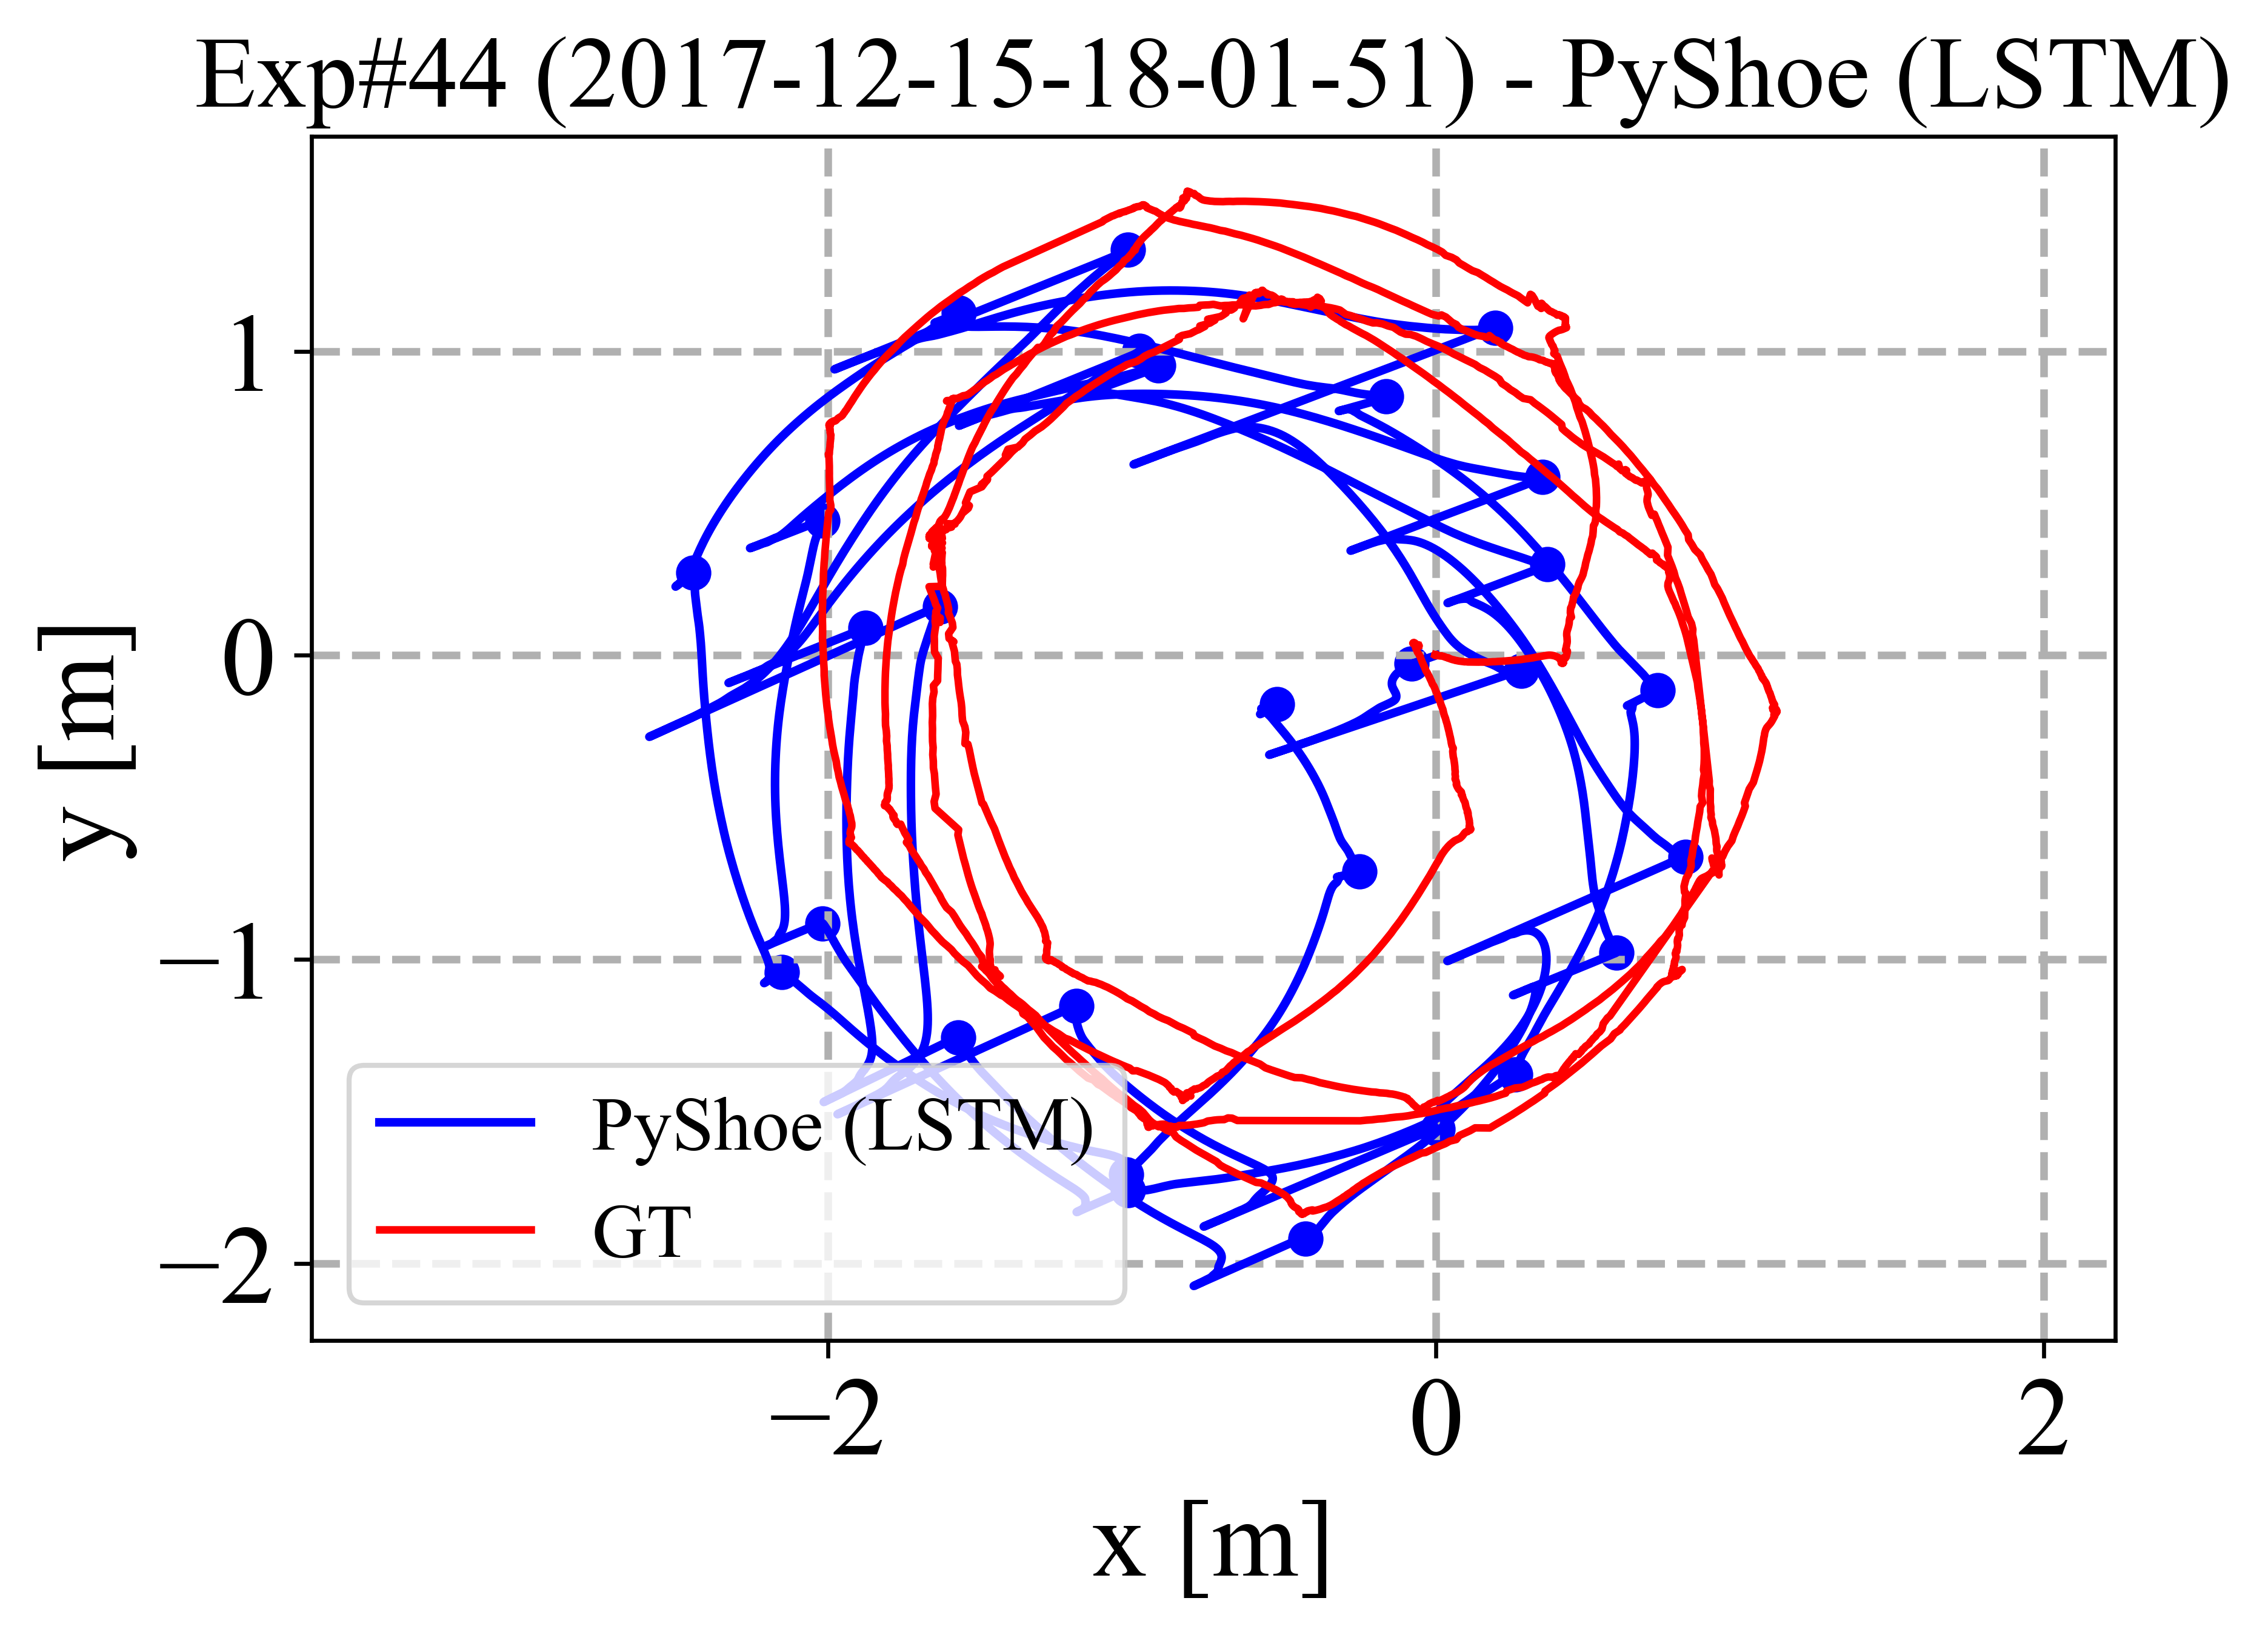 Exp#44 (2017-12-15-18-01-51) - PyShoe (LSTM)
1
0
−1
−2
y [m]
PyShoe (LSTM)
GT
−2
0
2
x [m]